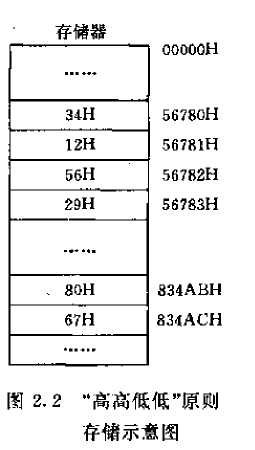 存储器
00000H
……
34H 56780H
12H 56781H
56H 56782H
29H 56783H
……
80H 834ABH
67H 834ACH
……
图 2.2 “高高低低”原则
存储示意图